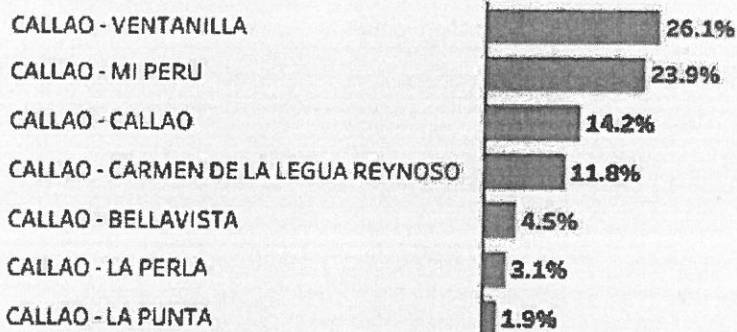 CALLAO - VENTANILLA 26.1%
CALLAO - MI PERU 23.9%
CALLAO - CALLAO 14.2%
CALLAO - CARMEN DE LA LEGUA REYNOSO 11.8%
CALLAO - BELLAVISTA 4.5%
CALLAO - LA PERLA 3.1%
CALLAO - LA PUNTA 1.9%